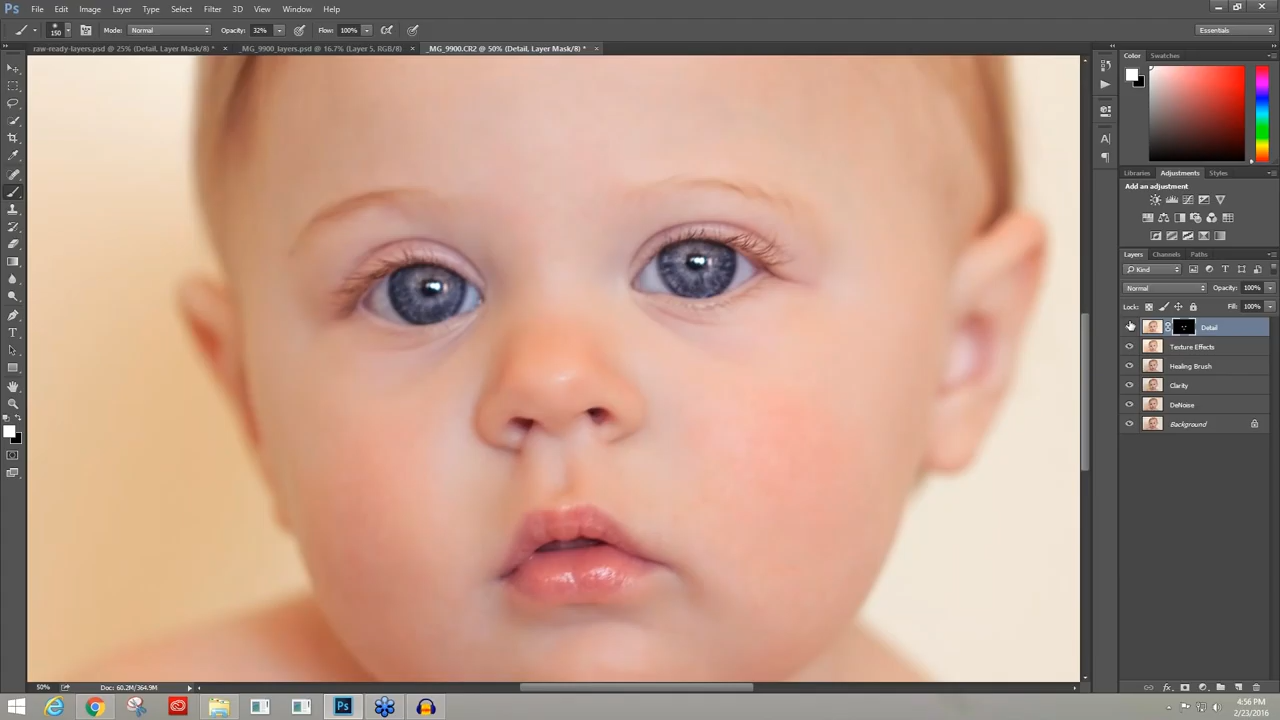 Ps File Edit Image Layer Type Select Filter 3D View Window Help
150 Mode: Normal Opacity: 32% Flow: 100% Essentials
raw-ready-layers.psd @ 25% (Detail, Layer Mask/8) * × _MG_9900_layers.psd @ 16.7% (Layer 5, RGB/8) × _MG_9900.CR2 @ 50% (Detail, Layer Mask/8) * ×
Color Swatches
Libraries Adjustments Styles
Add an adjustment
Layers Channels Paths
Kind
Normal Opacity: 100%
Lock: Fill: 100%
Detail
Texture Effects
Healing Brush
Clarity
DeNoise
Background
50% Doc: 60.2M/364.9M
Ps
4:56 PM
2/23/2016